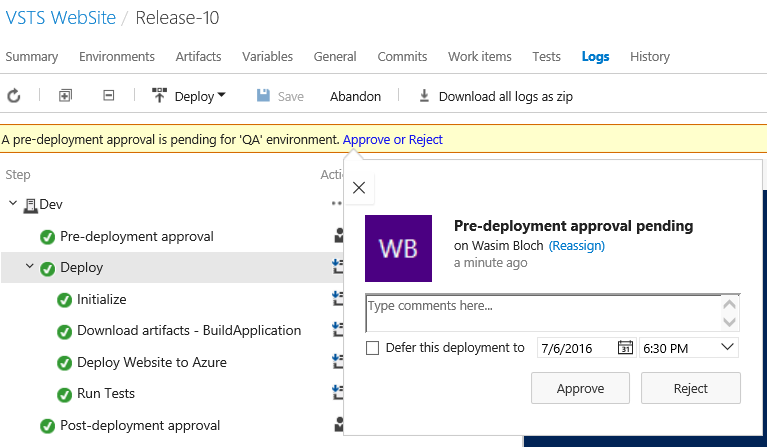 VSTS WebSite / Release-10
Summary Environments Artifacts Variables General Commits Work items Tests Logs History
Deploy Save Abandon Download all logs as zip
A pre-deployment approval is pending for 'QA' environment. Approve or Reject
Step
Dev
Pre-deployment approval
Deploy
Initialize
Download artifacts - BuildApplication
Deploy Website to Azure
Run Tests
Post-deployment approval
WB
Pre-deployment approval pending
on Wasim Bloch (Reassign)
a minute ago
Type comments here...
Defer this deployment to 7/6/2016 31 6:30 PM
Approve Reject